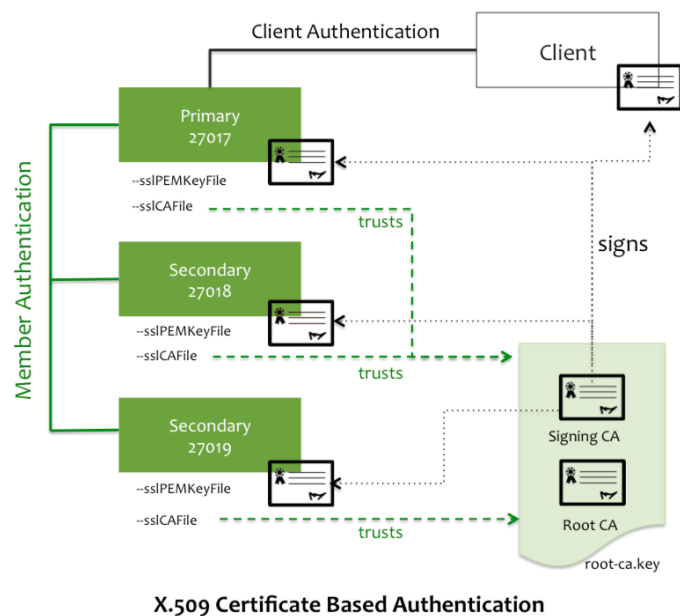 Client Authentication
Client
Primary
27017
--sslPEMKeyFile
--sslCAFile
trusts
signs
Member Authentication
Secondary
27018
--sslPEMKeyFile
--sslCAFile
trusts
Secondary
27019
--sslPEMKeyFile
--sslCAFile
trusts
Signing CA
Root CA
root-ca.key
X.509 Certificate Based Authentication